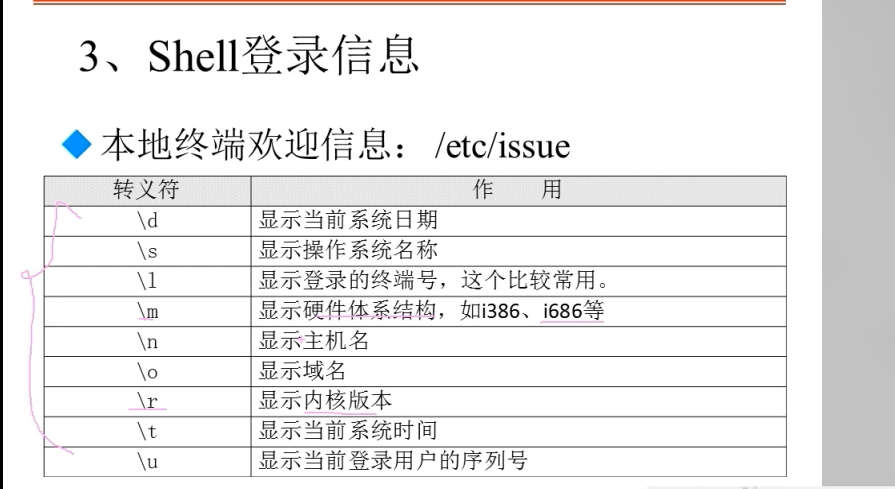 3、Shell登录信息
本地终端欢迎信息： /etc/issue
转义符 作 用
\d 显示当前系统日期
\s 显示操作系统名称
\l 显示登录的终端号，这个比较常用。
\m 显示硬件体系结构，如i386、i686等
\n 显示主机名
\o 显示域名
\r 显示内核版本
\t 显示当前系统时间
\u 显示当前登录用户的序列号